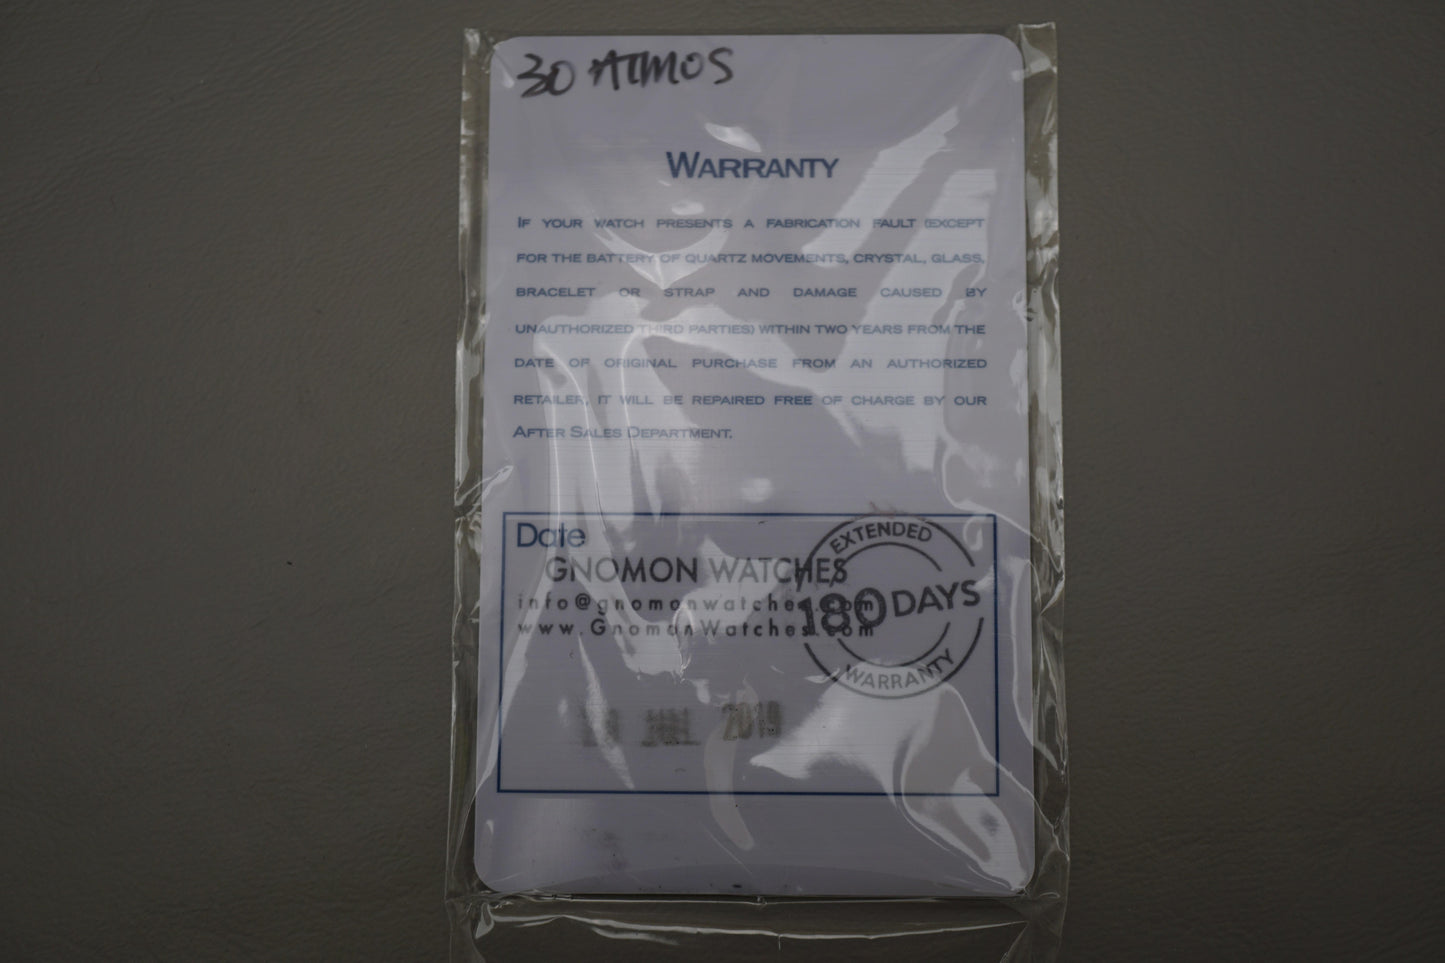 30 ATMOS
WARRANTY
IF YOUR WATCH PRESENTS A FABRICATION FAULT (EXCEPT
FOR THE BATTERY OF QUARTZ MOVEMENTS, CRYSTAL, GLASS,
BRACELET OR STRAP AND DAMAGE CAUSED BY
UNAUTHORIZED THIRD PARTIES) WITHIN TWO YEARS FROM THE
DATE OF ORIGINAL PURCHASE FROM AN AUTHORIZED
RETAILER, IT WILL BE REPAIRED FREE OF CHARGE BY OUR
AFTER SALES DEPARTMENT.
Date
GNOMON WATCHES
info@gnomonwatches.com
www.GnomonWatches.com
EXTENDED
180 DAYS
WARRANTY
2019